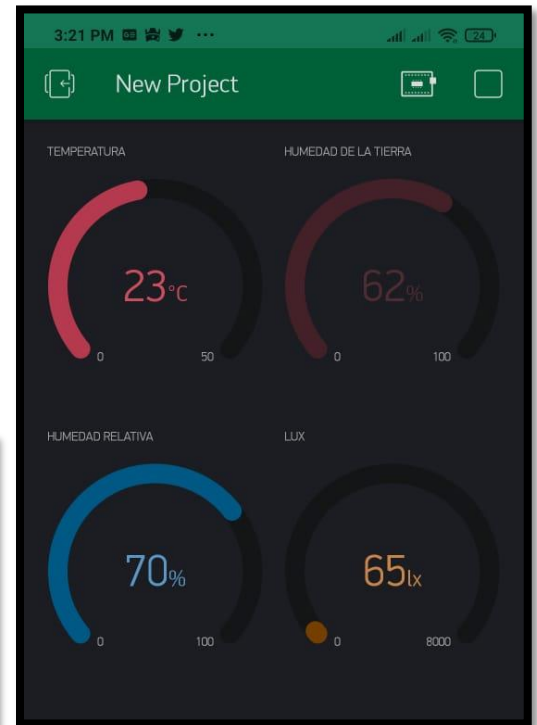 3:21 PM ... 24
New Project
TEMPERATURA
23°C
0 50
HUMEDAD DE LA TIERRA
62%
0 100
HUMEDAD RELATIVA
70%
0 100
LUX
65lx
0 8000